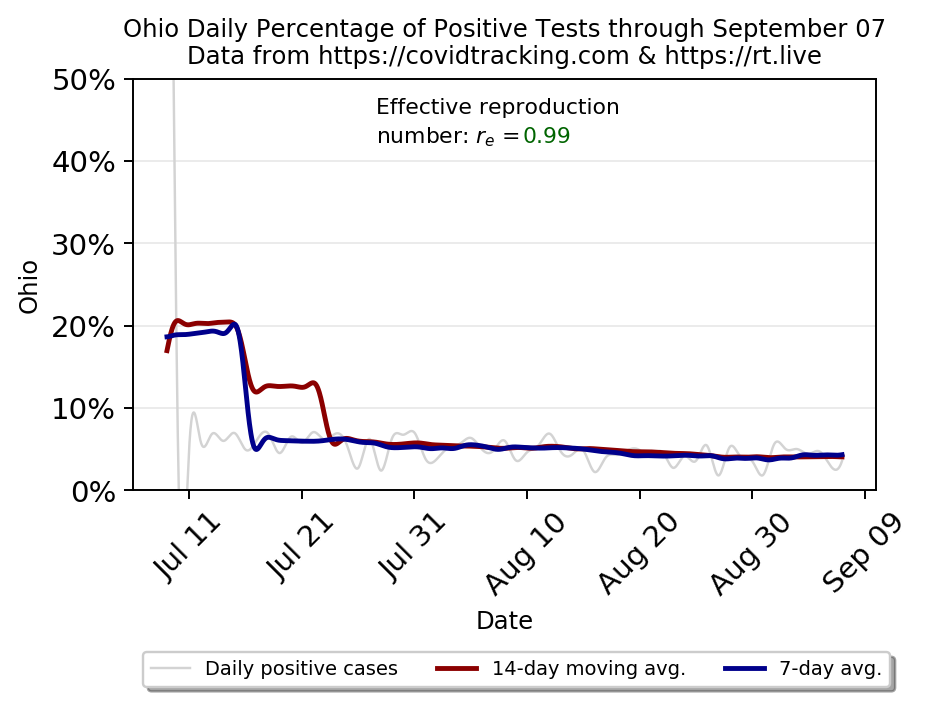 Ohio Daily Percentage of Positive Tests through September 07
Data from https://covidtracking.com & https://rt.live
Effective reproduction
number: rₑ = 0.99
50%
40%
30%
20%
10%
0%
Ohio
Jul 11
Jul 21
Jul 31
Aug 10
Aug 20
Aug 30
Sep 09
Date
Daily positive cases
14-day moving avg.
7-day avg.